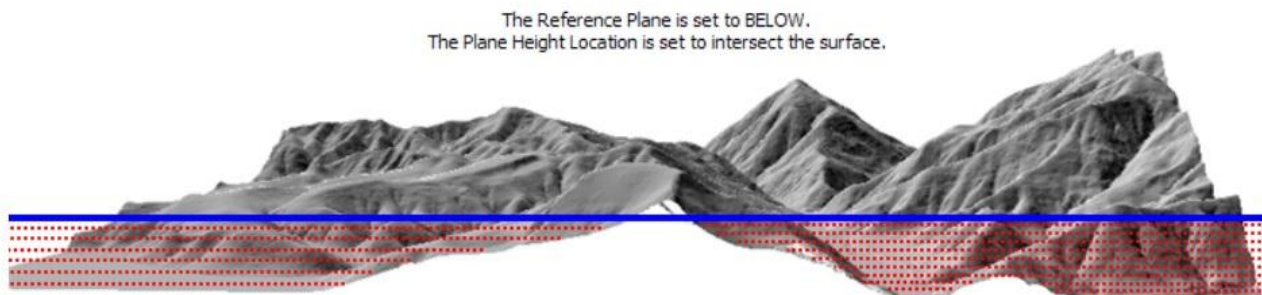 The Reference Plane is set to BELOW.
The Plane Height Location is set to intersect the surface.